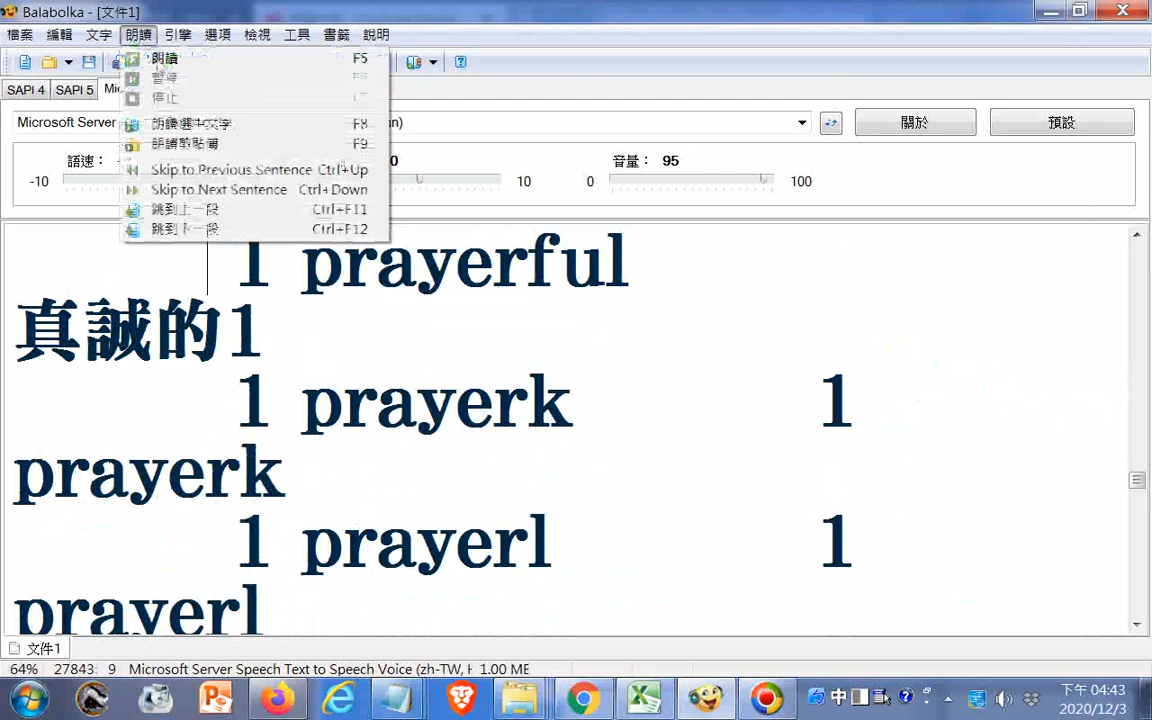 Balabolka - [文件1]
檔案 編輯 文字 朗讀 引擎 選項 檢視 工具 書籤 說明
朗讀 F5
暫停
停止
SAPI 4 SAPI 5
Microsoft Server
關於 預設
朗讀選中文字 F8
朗讀剪貼簿 F9
語速： 0 音量： 95
Skip to Previous Sentence Ctrl+Up
-10 10 0 100
Skip to Next Sentence Ctrl+Down
跳到上一段 Ctrl+F11
跳到下一段 Ctrl+F12
1 prayerful
真誠的1
1 prayerk 1
prayerk
1 prayerl 1
prayerl
文件1
64% 27843: 9 Microsoft Server Speech Text to Speech Voice (zh-TW, 1.00 ME
中
下午 04:43
2020/12/3